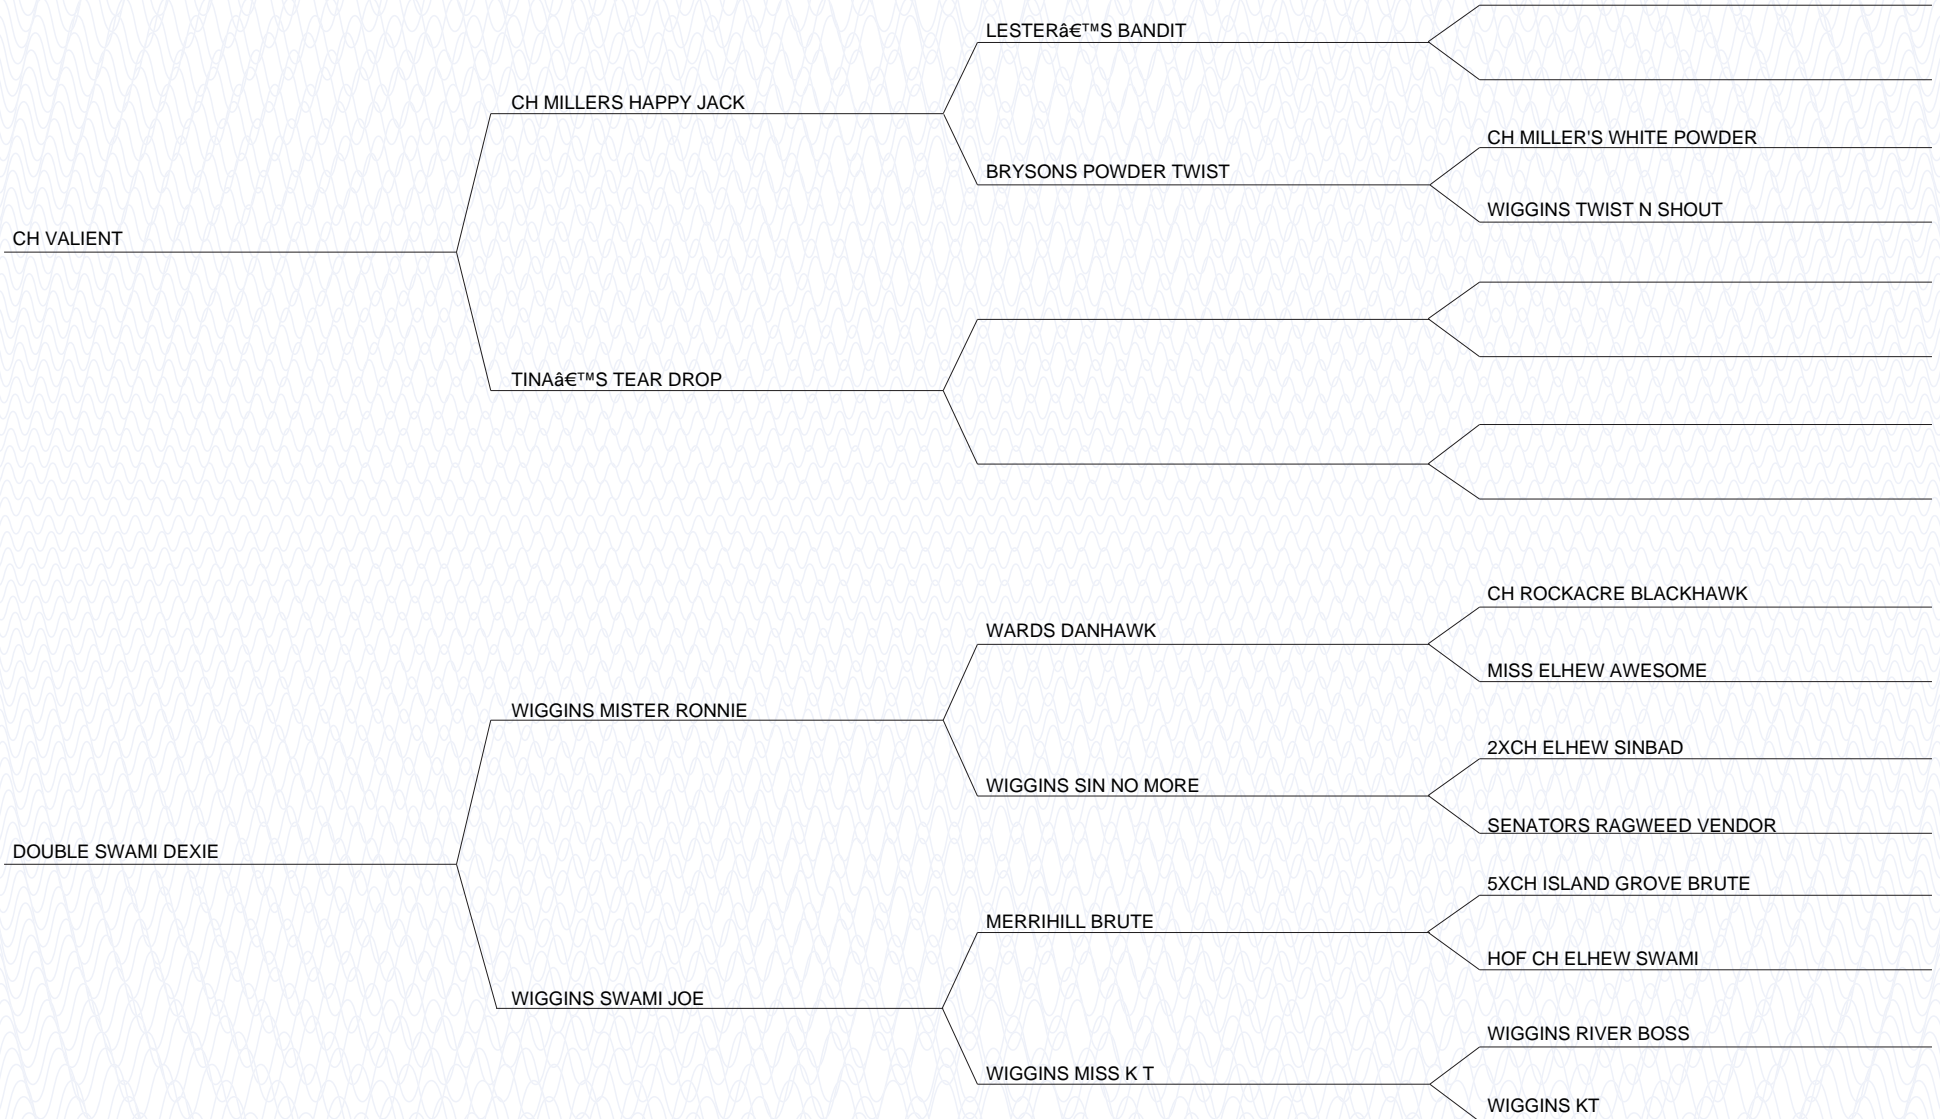 LESTERâ€™S BANDIT
CH MILLERS HAPPY JACK
CH MILLER'S WHITE POWDER
BRYSONS POWDER TWIST
WIGGINS TWIST N SHOUT
CH VALIENT
TINAâ€™S TEAR DROP
CH ROCKACRE BLACKHAWK
WARDS DANHAWK
MISS ELHEW AWESOME
WIGGINS MISTER RONNIE
2XCH ELHEW SINBAD
WIGGINS SIN NO MORE
SENATORS RAGWEED VENDOR
DOUBLE SWAMI DEXIE
5XCH ISLAND GROVE BRUTE
MERRIHILL BRUTE
HOF CH ELHEW SWAMI
WIGGINS SWAMI JOE
WIGGINS RIVER BOSS
WIGGINS MISS K T
WIGGINS KT